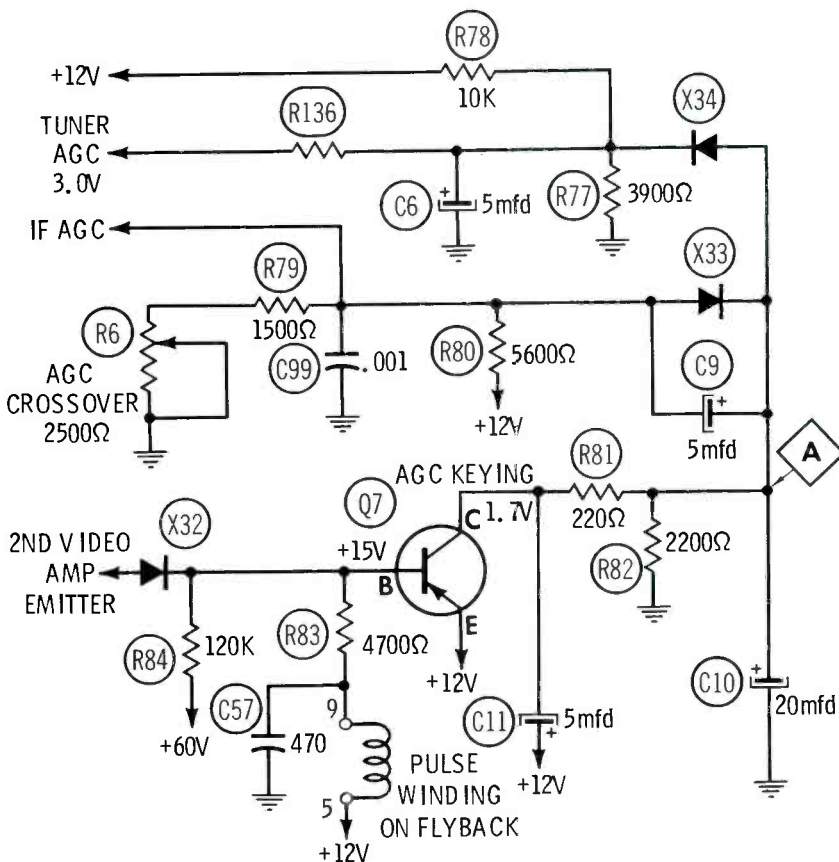 R78
+12V
10K
X34
R136
TUNER
AGC
3.0V
C6
+
5mfd
R77
3900Ω
IF AGC
X33
R79
R6
1500Ω
C99
.001
R80
5600Ω
C9
+
5mfd
AGC
CROSSOVER
2500Ω
+12V
A
AGC KEYING
R81
Q7
C
1.7V
220Ω
X32
2ND VIDEO
AMP
EMITTER
+15V
B
R82
2200Ω
E
R84
120K
R83
4700Ω
+12V
C10
+
20mfd
C57
9
C11
5mfd
+
+60V
470
PULSE
WINDING
ON FLYBACK
+12V
5
+12V